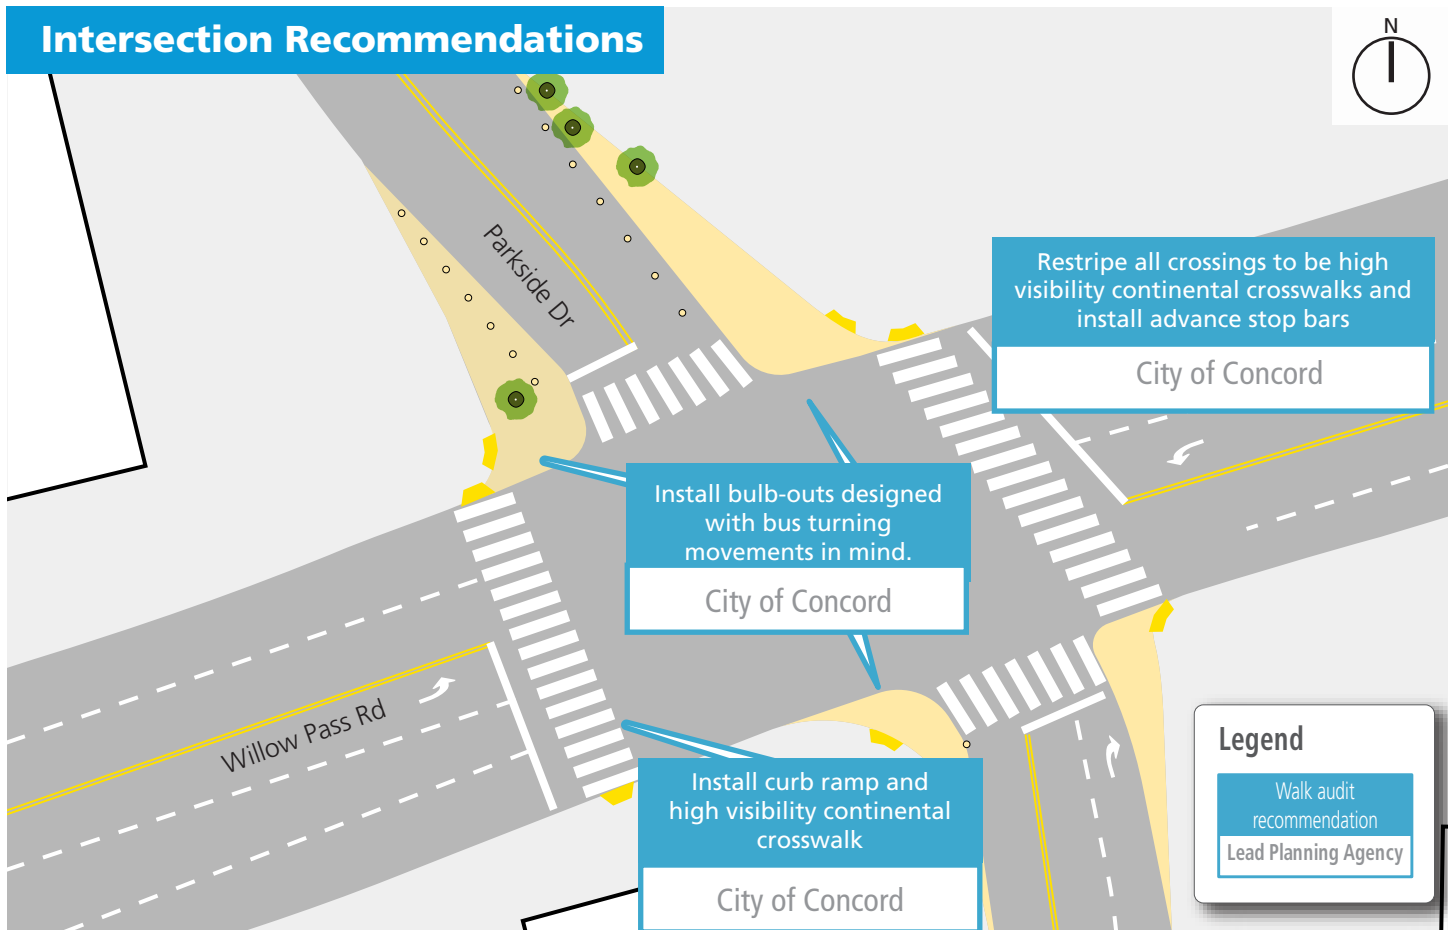 Intersection Recommendations
N
Parkside Dr
Restripe all crossings to be high
visibility continental crosswalks and
install advance stop bars
City of Concord
Install bulb-outs designed
with bus turning
movements in mind.
City of Concord
Willow Pass Rd
Install curb ramp and
high visibility continental
crosswalk
City of Concord
Legend
Walk audit
recommendation
Lead Planning Agency